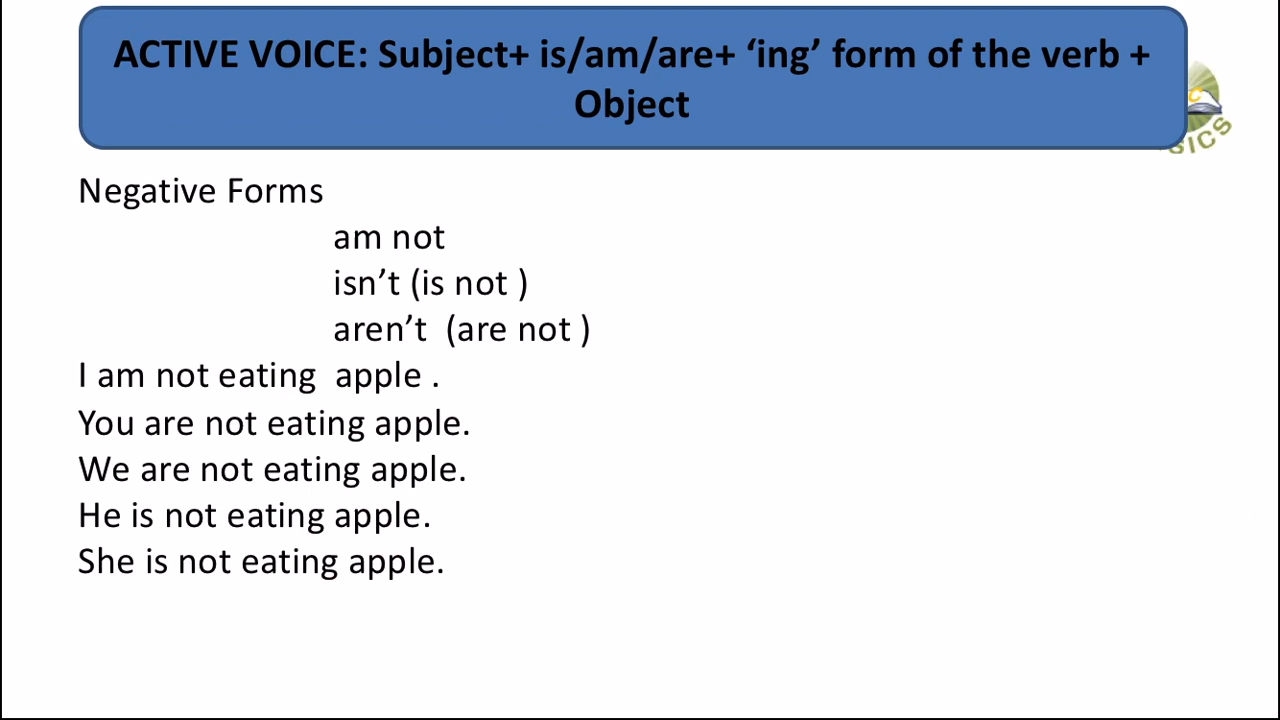 ACTIVE VOICE: Subject+ is/am/are+ ‘ing’ form of the verb +
Object
SICS
Negative Forms
am not
isn’t (is not )
aren’t  (are not )
I am not eating  apple .
You are not eating apple.
We are not eating apple.
He is not eating apple.
She is not eating apple.